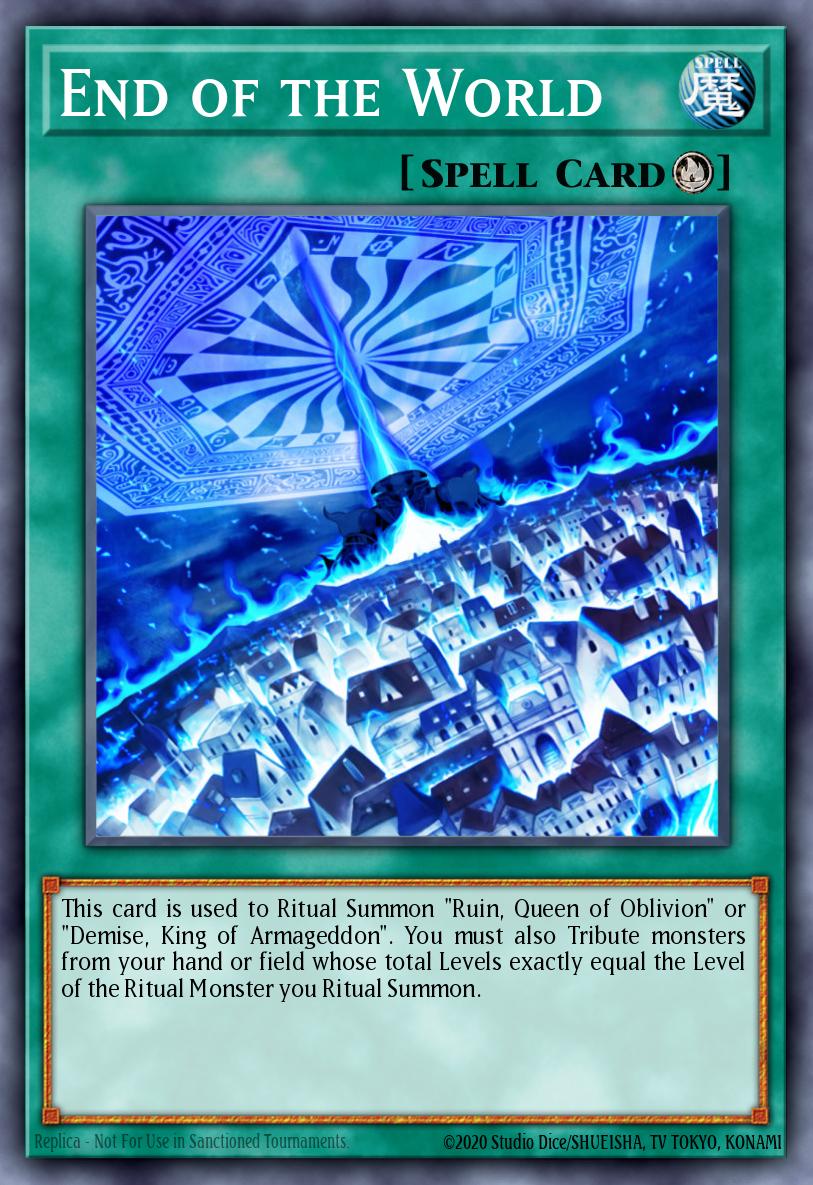 End of the World
SPELL
魔
[Spell Card]
This card is used to Ritual Summon "Ruin, Queen of Oblivion" or
"Demise, King of Armageddon". You must also Tribute monsters
from your hand or field whose total Levels exactly equal the Level
of the Ritual Monster you Ritual Summon.
Replica - Not For Use in Sanctioned Tournaments.
©2020 Studio Dice/SHUEISHA, TV TOKYO, KONAMI